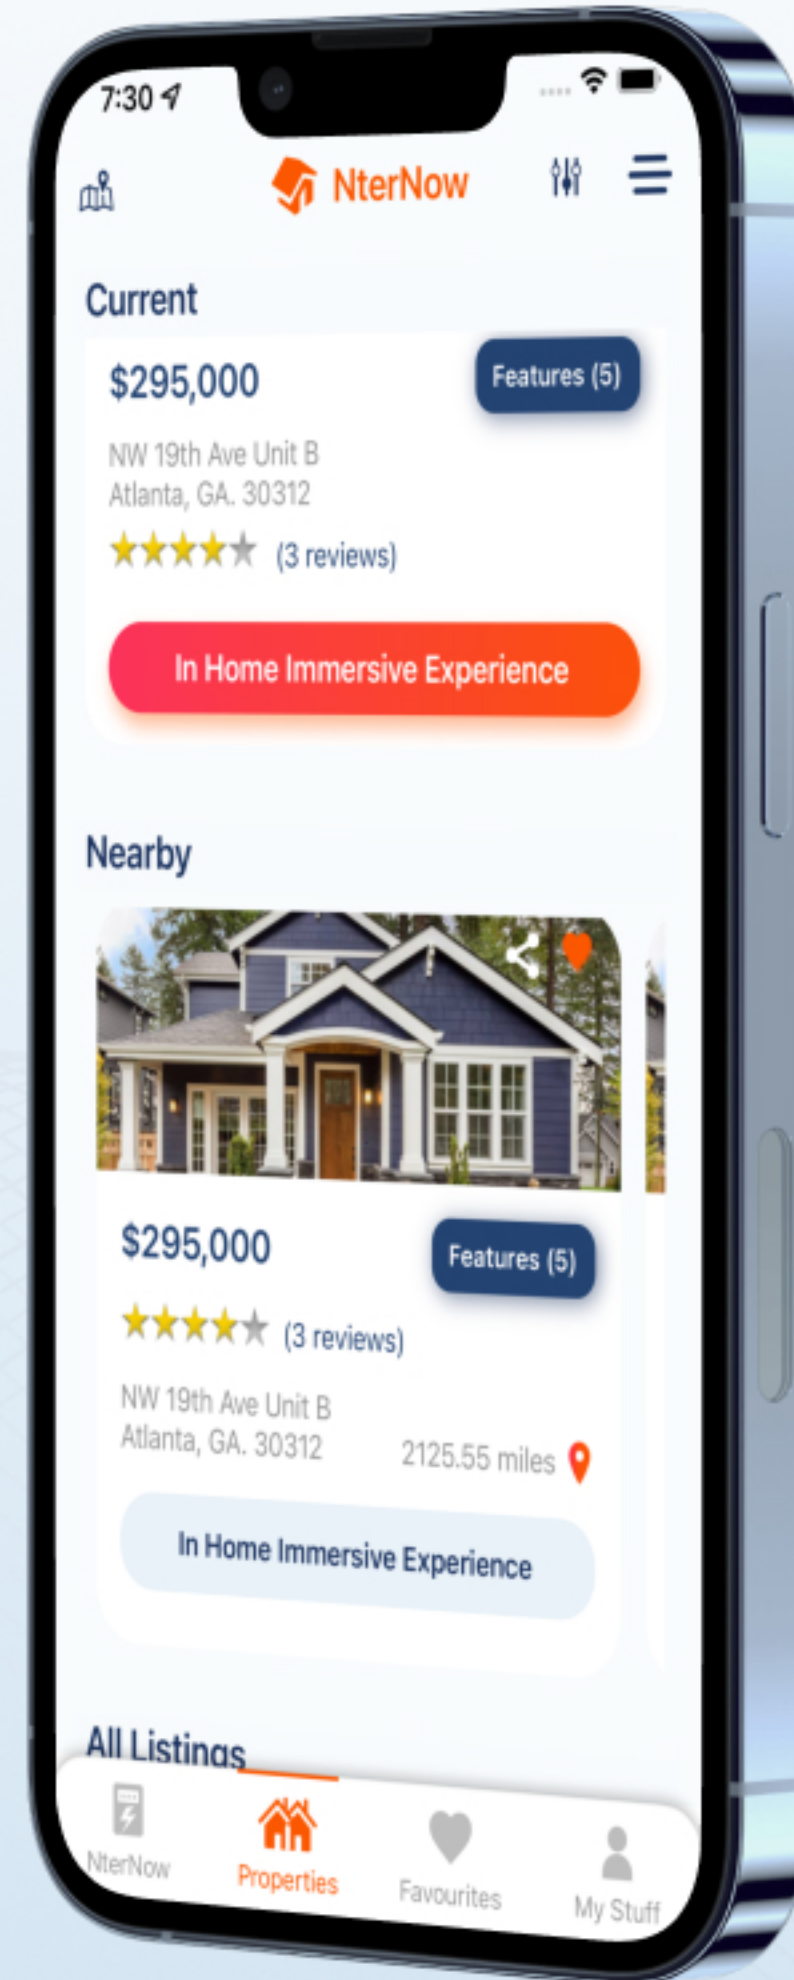 7:30
NterNow
Current
$295,000
Features (5)
NW 19th Ave Unit B
Atlanta, GA. 30312
(3 reviews)
In Home Immersive Experience
Nearby
$295,000
Features (5)
(3 reviews)
NW 19th Ave Unit B
Atlanta, GA. 30312
2125.55 miles
In Home Immersive Experience
All Listings
NterNow
Properties
Favourites
My Stuff